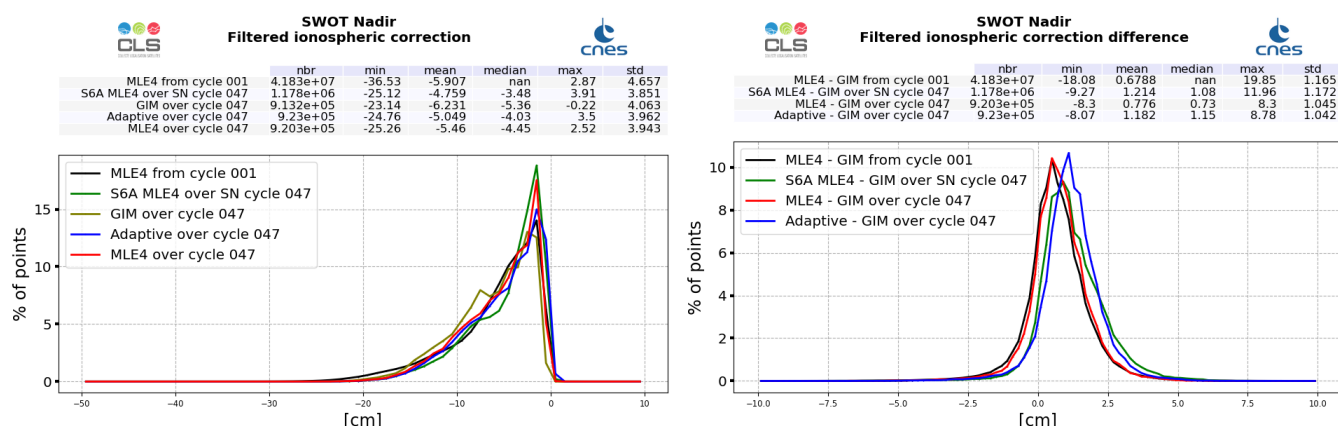 SWOT Nadir
Filtered ionospheric correction
CLS
cnes
nbr min mean median max std
MLE4 from cycle 001 4.183e+07 -36.53 -5.907 nan 2.87 4.657
S6A MLE4 over SN cycle 047 1.178e+06 -25.12 -4.759 -3.48 3.91 3.851
GIM over cycle 047 9.132e+05 -23.14 -6.231 -5.36 -0.22 4.063
Adaptive over cycle 047 9.23e+05 -24.76 -5.049 -4.03 3.5 3.962
MLE4 over cycle 047 9.203e+05 -25.26 -5.46 -4.45 2.52 3.943
MLE4 from cycle 001
S6A MLE4 over SN cycle 047
GIM over cycle 047
Adaptive over cycle 047
MLE4 over cycle 047
% of points
15
10
5
0
−50 −40 −30 −20 −10 0 10
[cm]
SWOT Nadir
Filtered ionospheric correction difference
CLS
cnes
nbr min mean median max std
MLE4 - GIM from cycle 001 4.183e+07 -18.08 0.6788 nan 19.85 1.165
S6A MLE4 - GIM over SN cycle 047 1.178e+06 -9.27 1.214 1.08 11.96 1.172
MLE4 - GIM over cycle 047 9.203e+05 -8.3 0.776 0.73 8.3 1.045
Adaptive - GIM over cycle 047 9.23e+05 -8.07 1.182 1.15 8.78 1.042
MLE4 - GIM from cycle 001
S6A MLE4 - GIM over SN cycle 047
MLE4 - GIM over cycle 047
Adaptive - GIM over cycle 047
% of points
10
8
6
4
2
0
−10.0 −7.5 −5.0 −2.5 0.0 2.5 5.0 7.5 10.0
[cm]